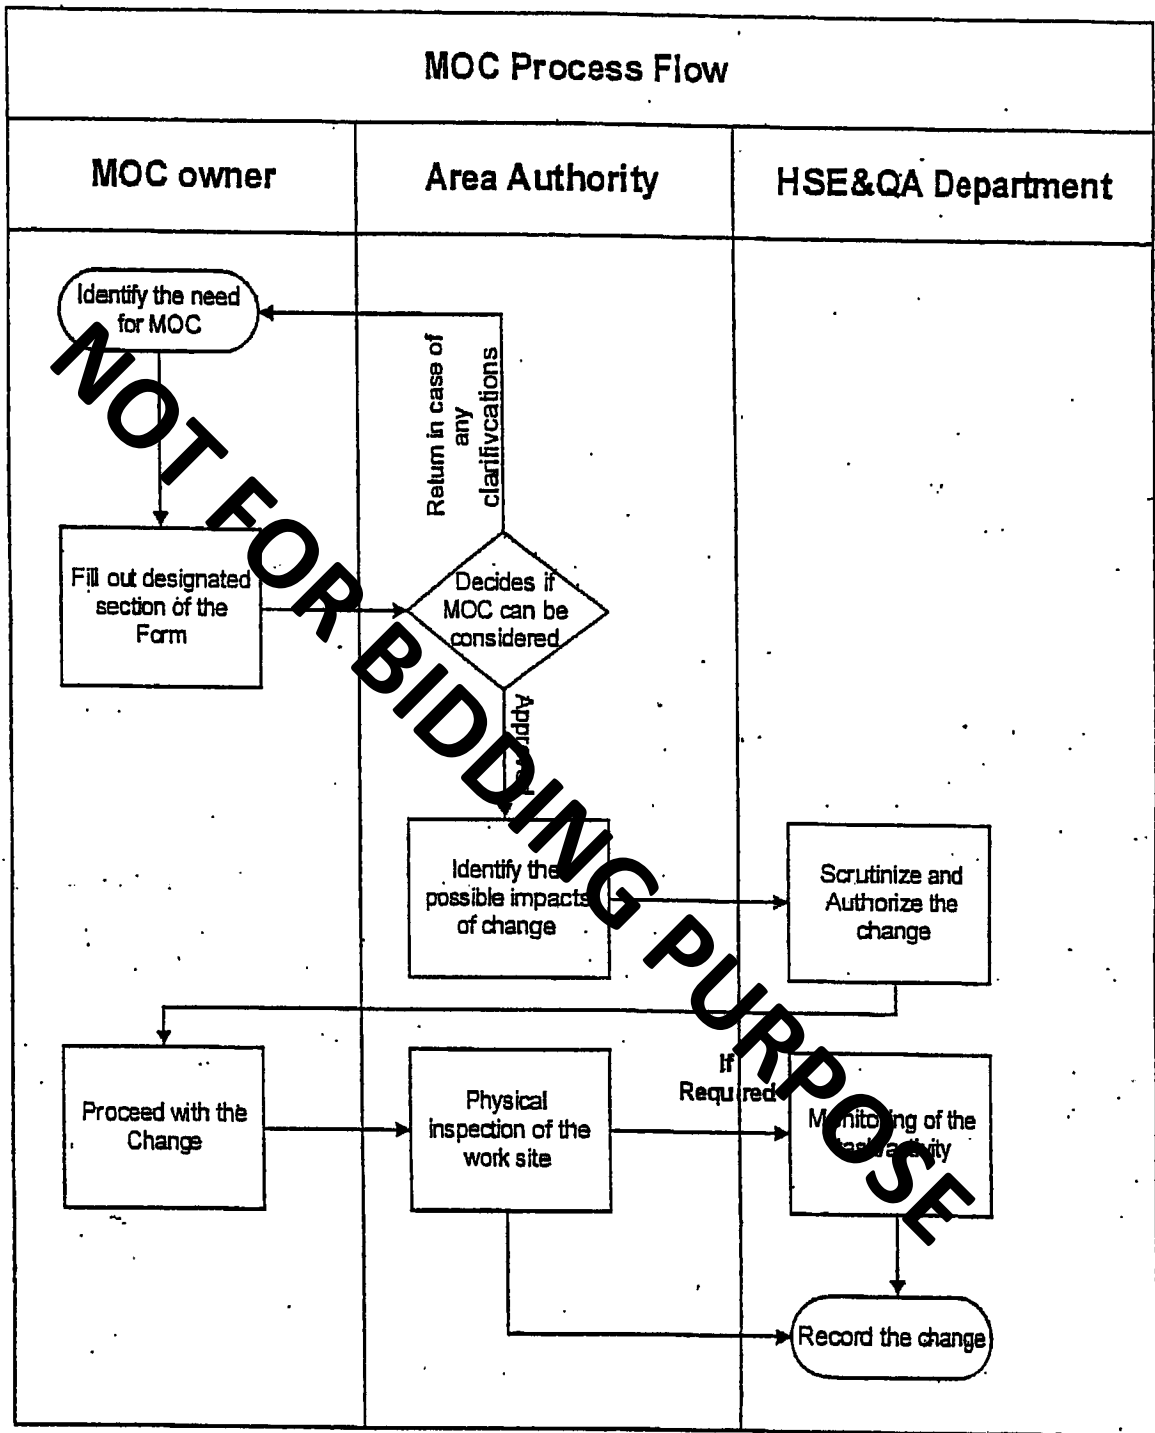 MOC Process Flow
MOC owner
Area Authority
HSE&QA Department
Identify the need
for MOC
Return in case of
any
clarifivcations
Fill out designated
section of the
Form
Decides if
MOC can be
considered
Identify the
possible impacts
of change
Scrutinize and
Authorize the
change
Proceed with the
Change
Physical
inspection of the
work site
If
Required
Monitoring of the
Record the change
NOT FOR BIDDING PURPOSE